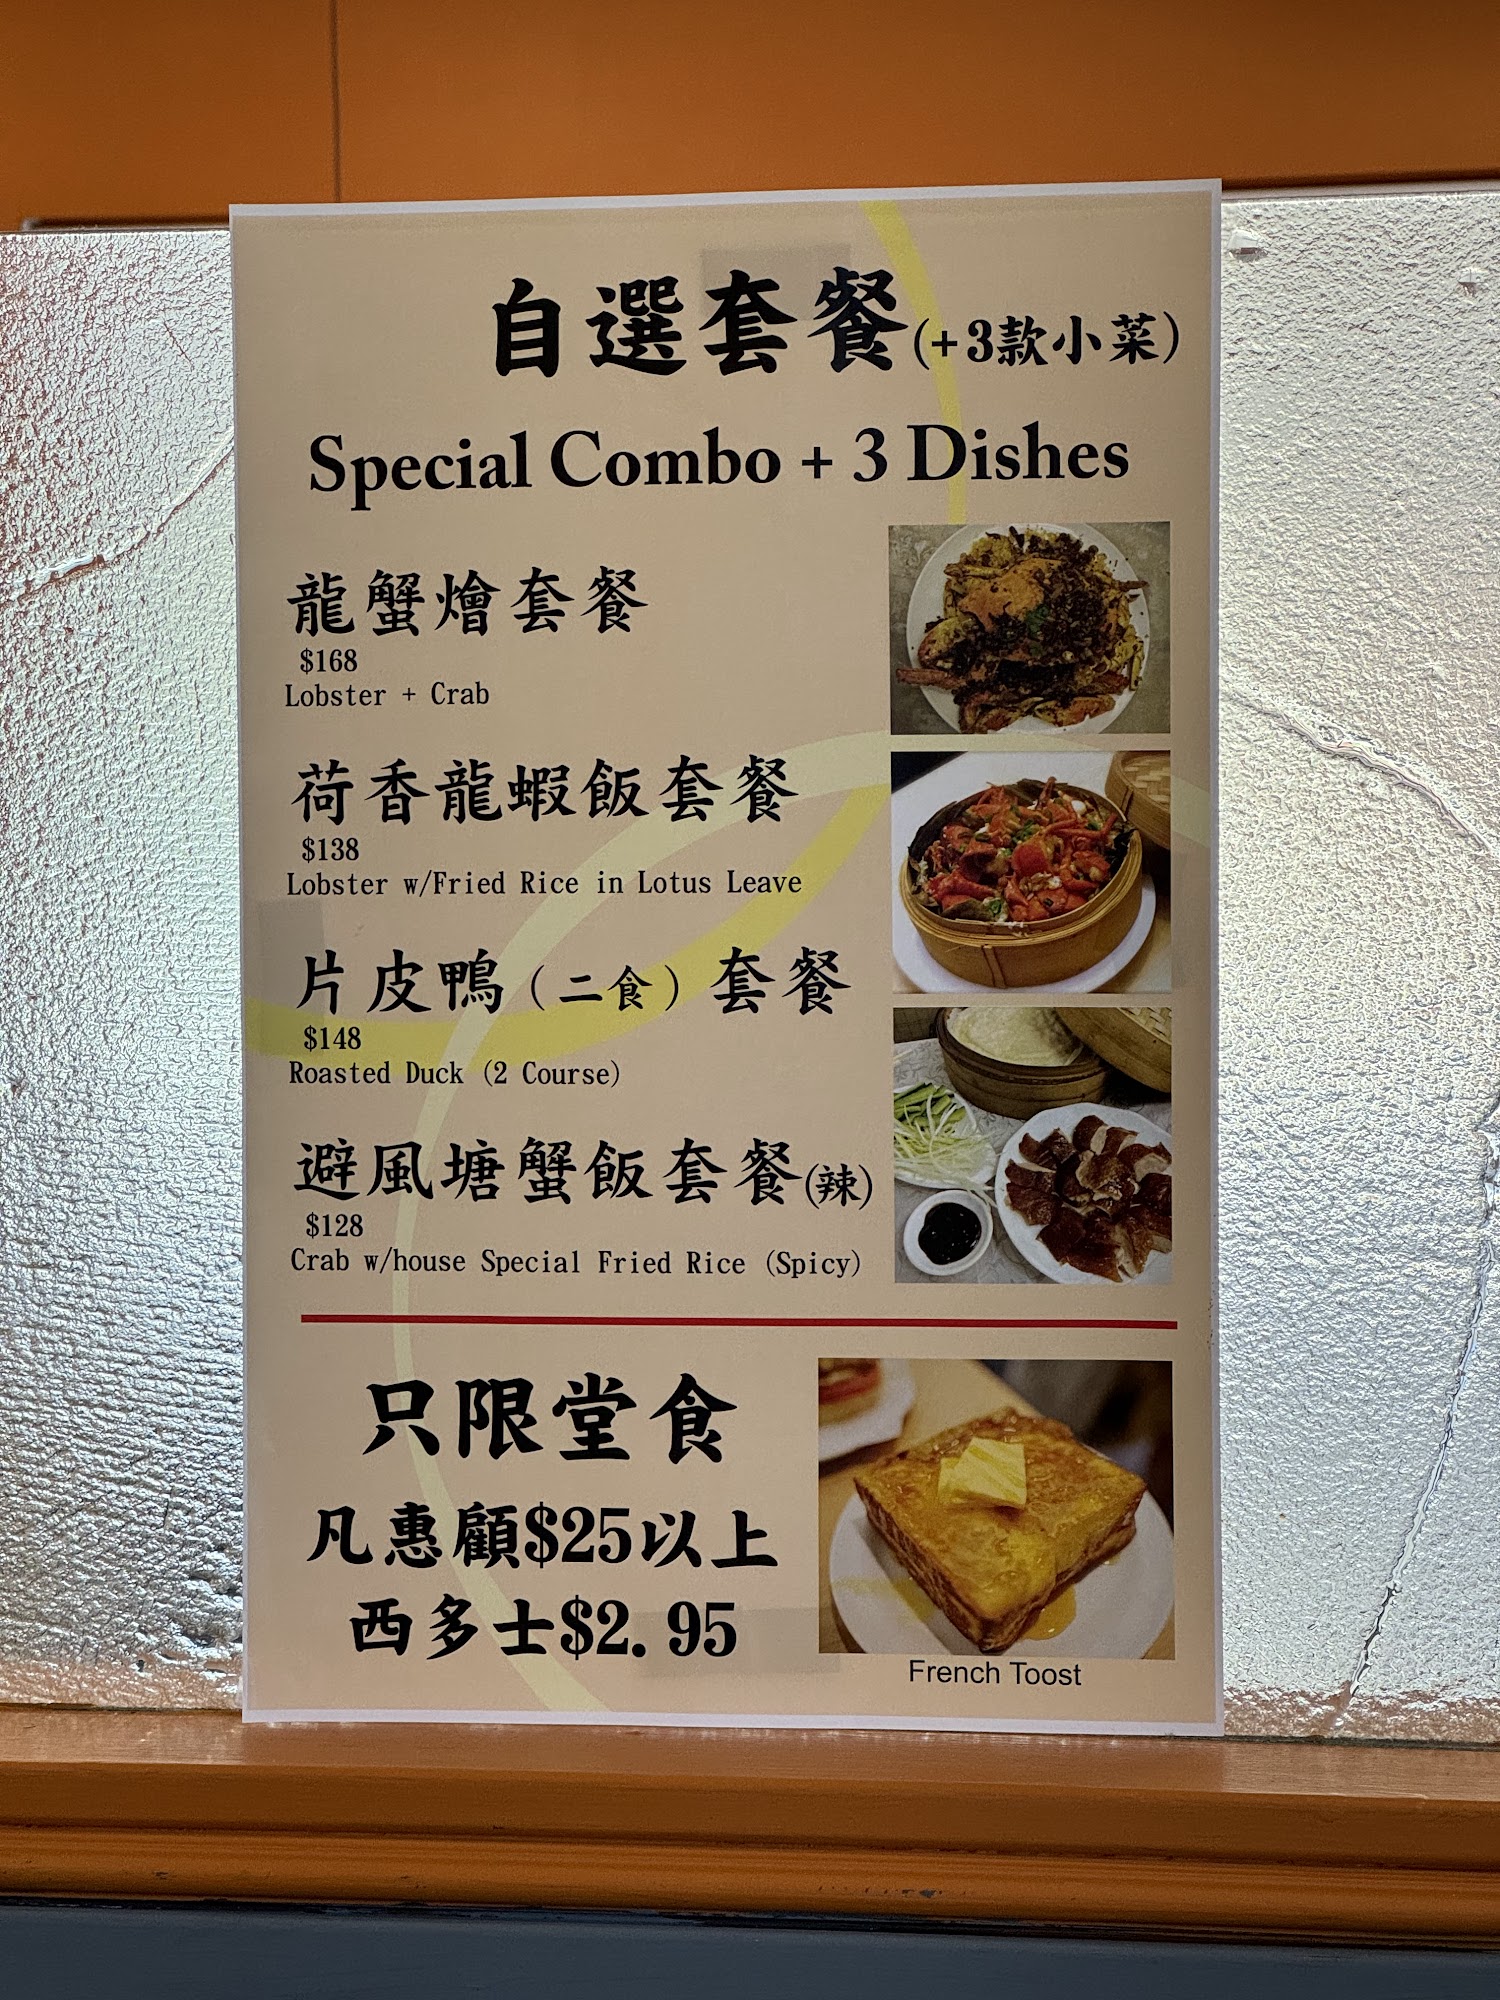 自選套餐(+3款小菜)
Special Combo + 3 Dishes
龍蟹燴套餐
$168
Lobster + Crab
荷香龍蝦飯套餐
$138
Lobster w/Fried Rice in Lotus Leave
片皮鴨(二食)套餐
$148
Roasted Duck (2 Course)
避風塘蟹飯套餐(辣)
$128
Crab w/house Special Fried Rice (Spicy)
只限堂食
凡惠顧$25以上
西多士$2.95
French Toost